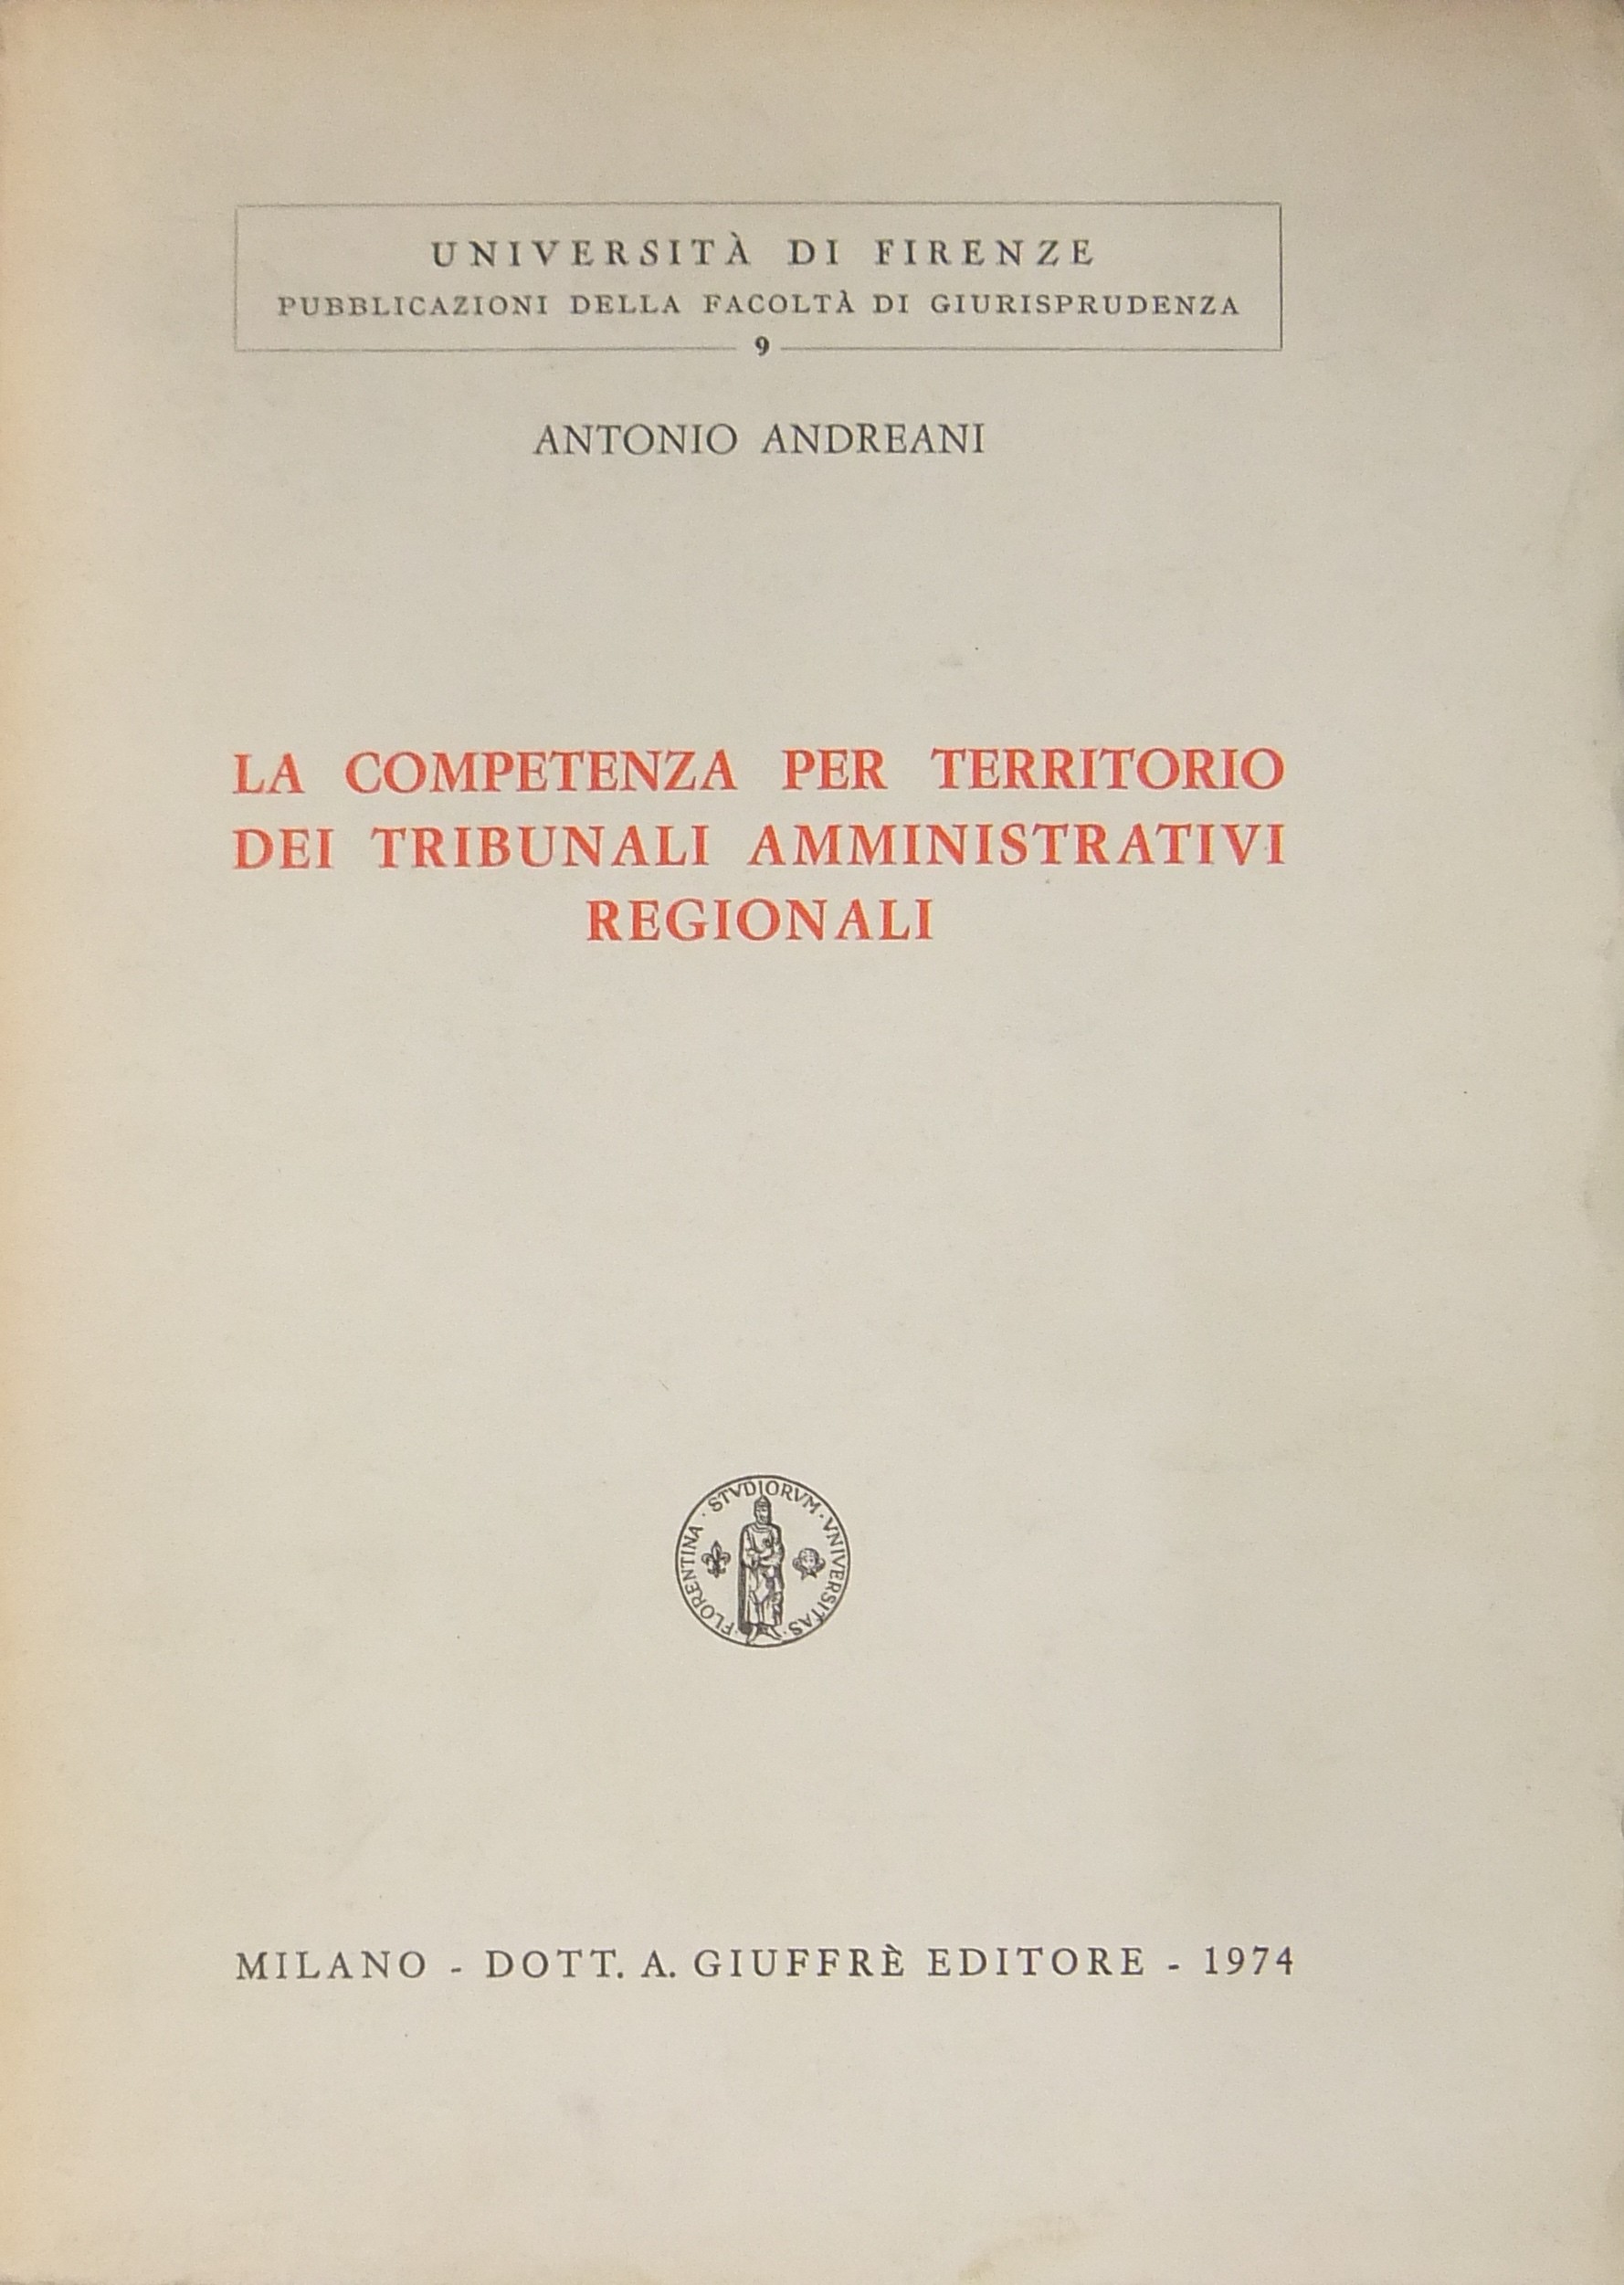 UNIVERSITÀ DI FIRENZE
PUBBLICAZIONI DELLA FACOLTÀ DI GIURISPRUDENZA
9
ANTONIO ANDREANI
LA COMPETENZA PER TERRITORIO
DEI TRIBUNALI AMMINISTRATIVI
REGIONALI
FLORENTINA · STVDIORVM · VNIVERSITAS ·
MILANO - DOTT. A. GIUFFRÈ EDITORE - 1974